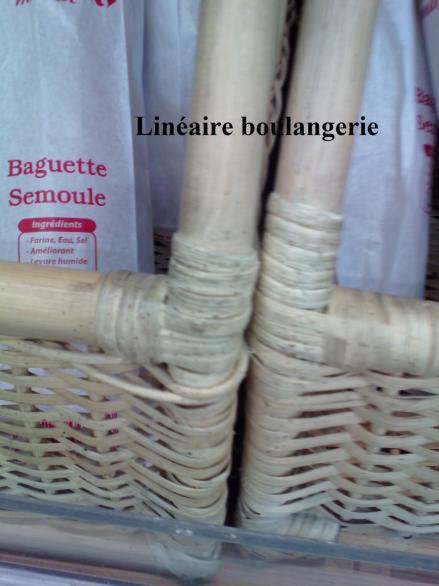 Linéaire boulangerie
Baguette
Semoule
Ingrédients
- Farine, Eau, Sel
- Améliorant
- Levure humide